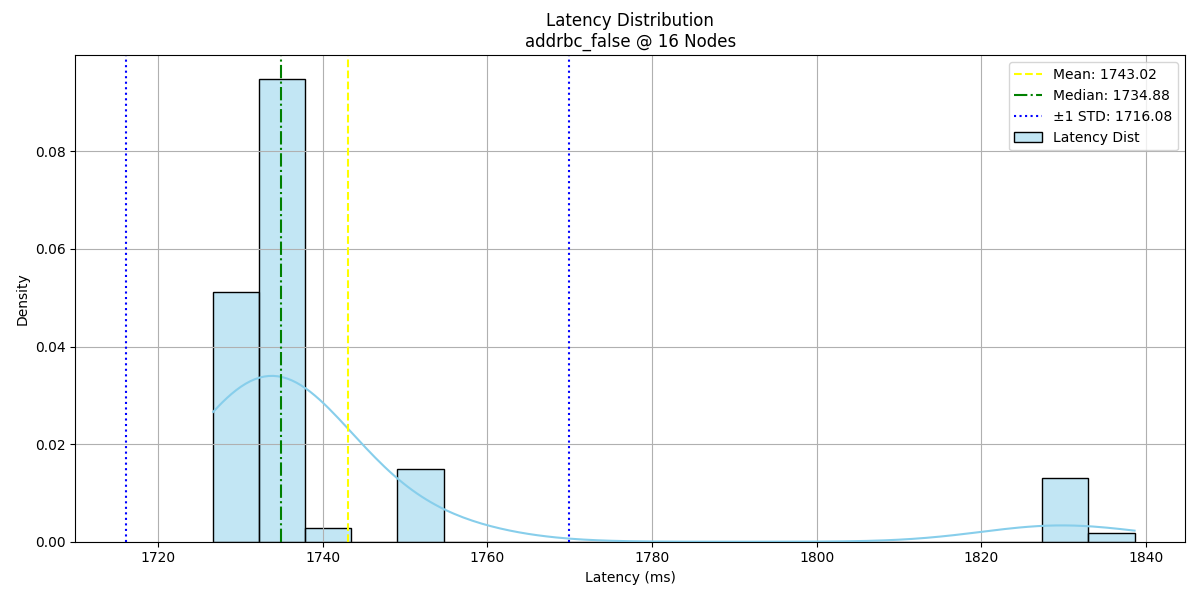 Latency Distribution
addrbc_false @ 16 Nodes
Mean: 1743.02
Median: 1734.88
±1 STD: 1716.08
Latency Dist
Density
0.08
0.06
0.04
0.02
0.00
1720 1740 1760 1780 1800 1820 1840
Latency (ms)